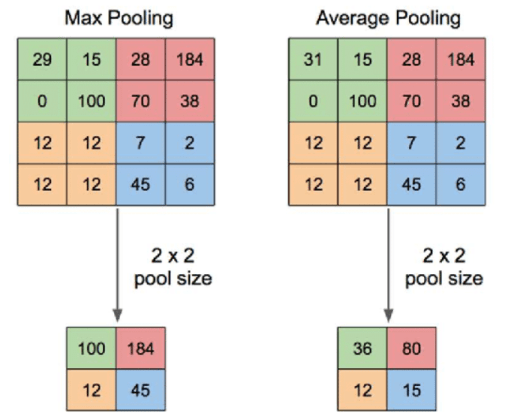 Max Pooling
29 15 28 184
0 100 70 38
12 12 7 2
12 12 45 6
2 x 2
pool size
100 184
12 45
Average Pooling
31 15 28 184
0 100 70 38
12 12 7 2
12 12 45 6
2 x 2
pool size
36 80
12 15